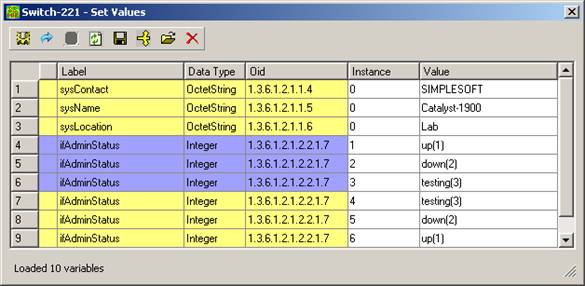 Switch-221 - Set Values
Label Data Type Oid Instance Value
1 sysContact OctetString 1.3.6.1.2.1.1.4 0 SIMPLESOFT
2 sysName OctetString 1.3.6.1.2.1.1.5 0 Catalyst-1900
3 sysLocation OctetString 1.3.6.1.2.1.1.6 0 Lab
4 ifAdminStatus Integer 1.3.6.1.2.1.2.2.1.7 1 up(1)
5 ifAdminStatus Integer 1.3.6.1.2.1.2.2.1.7 2 down(2)
6 ifAdminStatus Integer 1.3.6.1.2.1.2.2.1.7 3 testing(3)
7 ifAdminStatus Integer 1.3.6.1.2.1.2.2.1.7 4 testing(3)
8 ifAdminStatus Integer 1.3.6.1.2.1.2.2.1.7 5 down(2)
9 ifAdminStatus Integer 1.3.6.1.2.1.2.2.1.7 6 up(1)
Loaded 10 variables